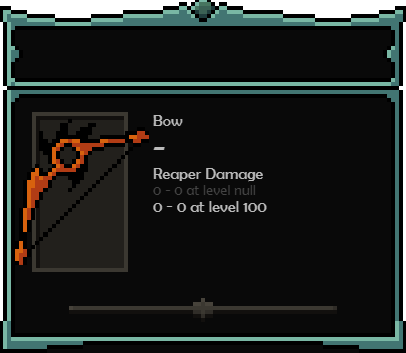 Bow
–
Reaper Damage
0 - 0 at level null
0 - 0 at level 100